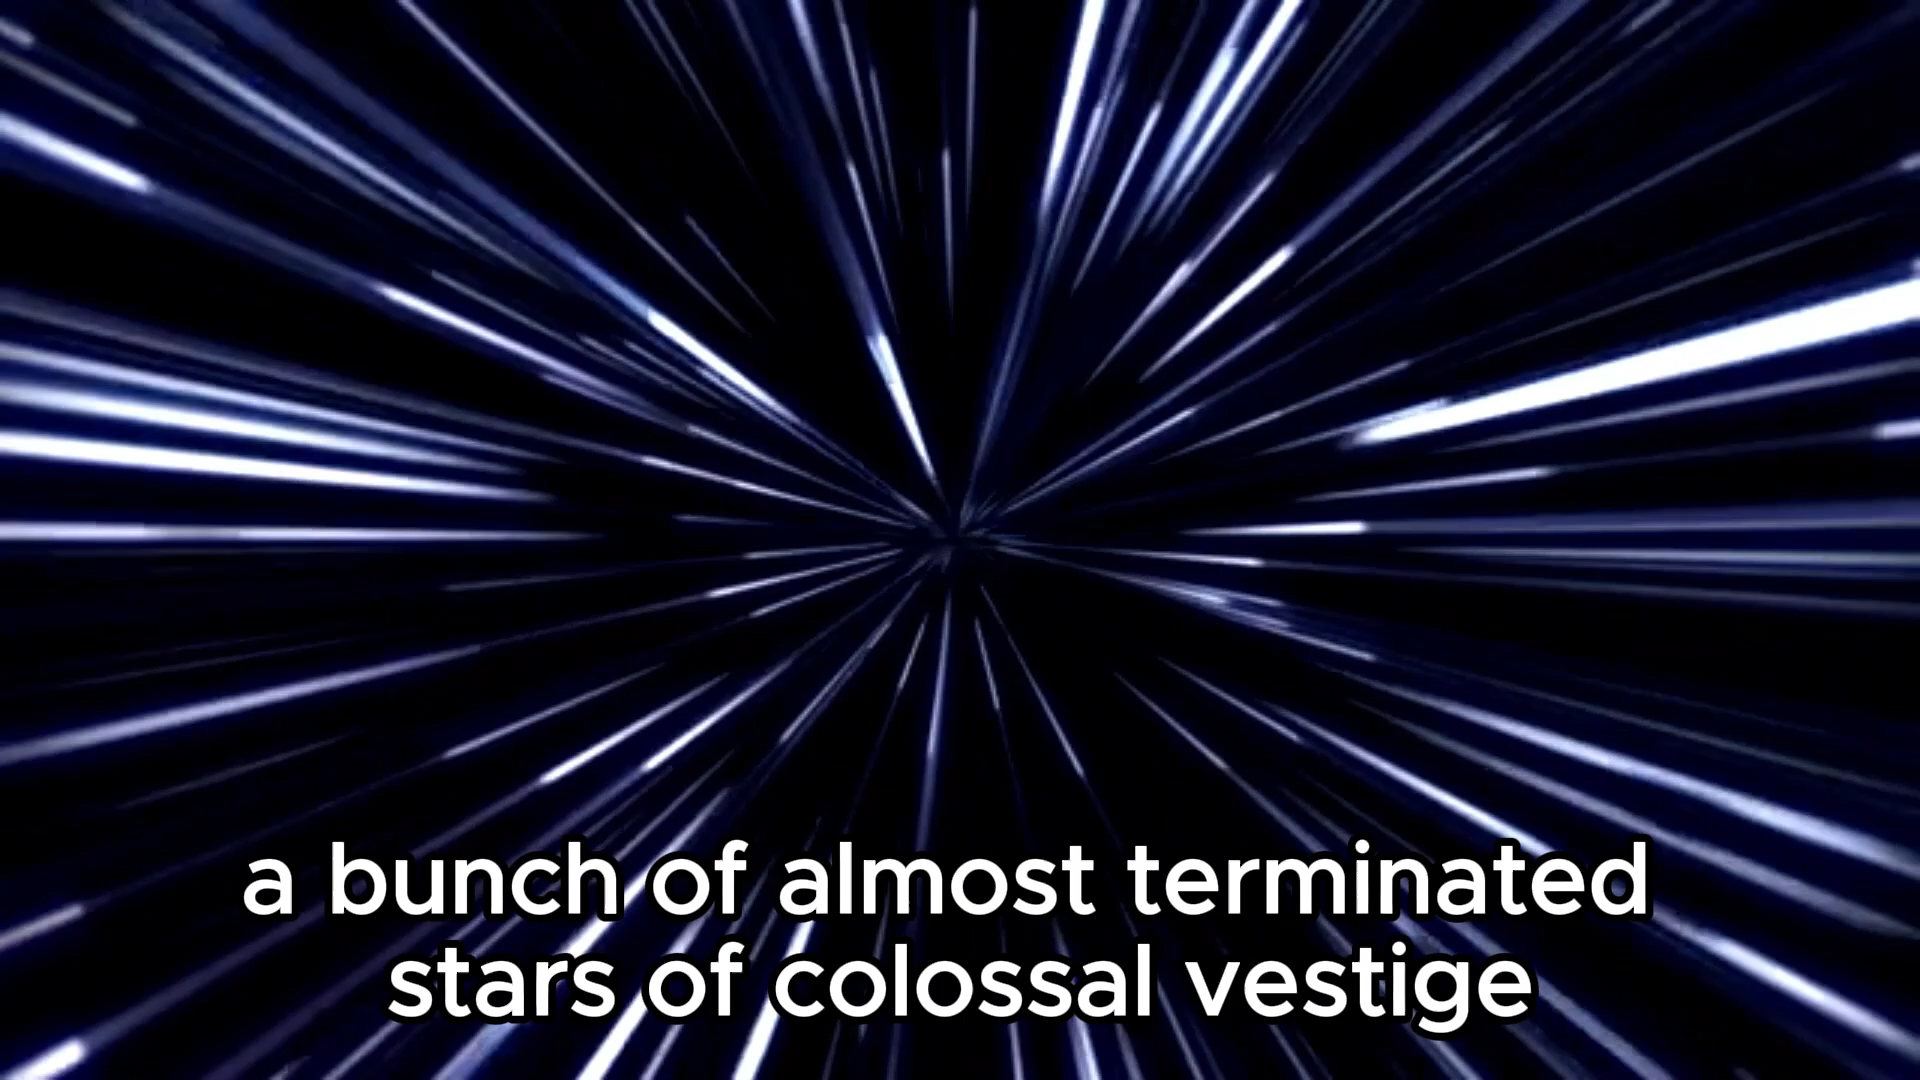 a bunch of almost terminated
stars of colossal vestige